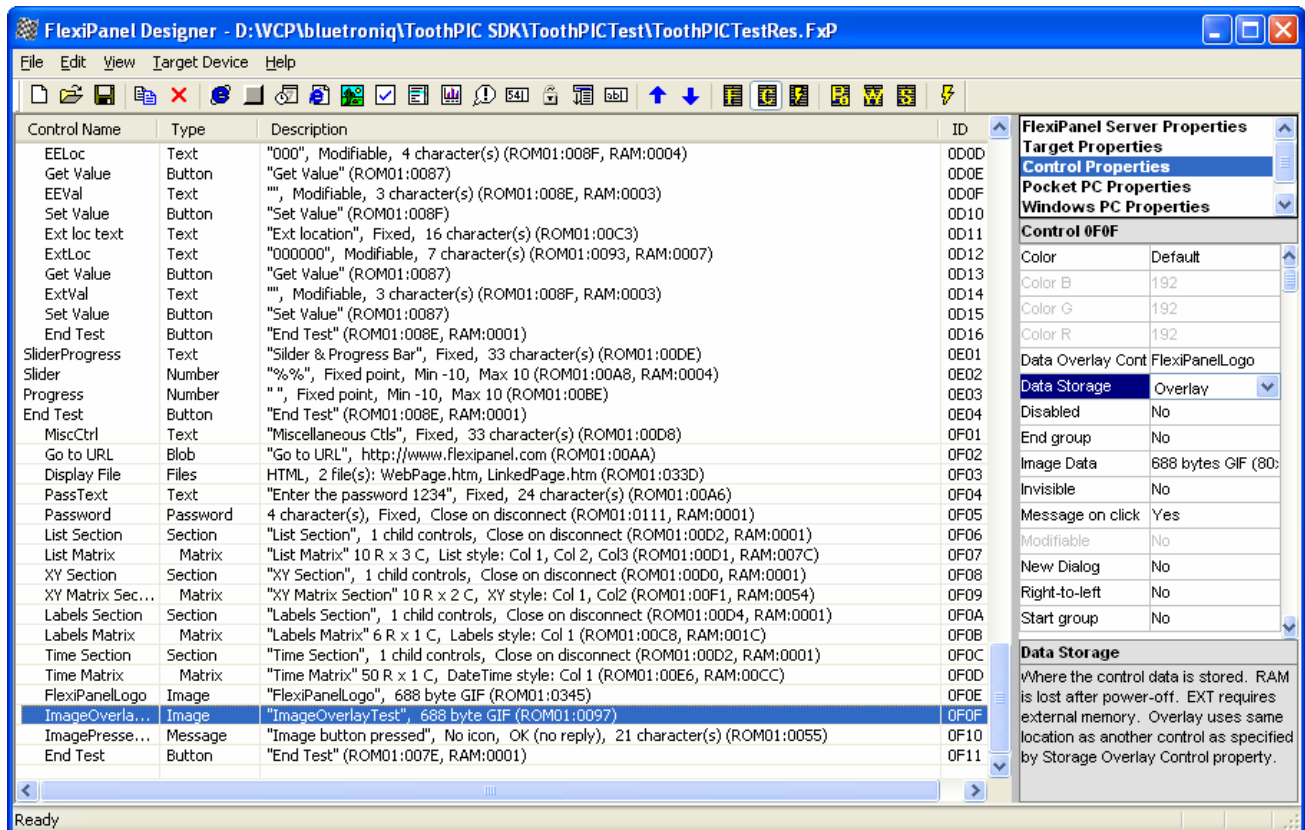 FlexiPanel Designer - D:\VCP\bluetroniq\ToothPIC SDK\ToothPICTest\ToothPICTestRes.FxP
File Edit View Target Device Help
Control Name Type Description ID
EELoc Text "000", Modifiable, 4 character(s) (ROM01:008F, RAM:0004) 0D0D
Get Value Button "Get Value" (ROM01:0087) 0D0E
EEVal Text "", Modifiable, 3 character(s) (ROM01:008E, RAM:0003) 0D0F
Set Value Button "Set Value" (ROM01:008F) 0D10
Ext loc text Text "Ext location", Fixed, 16 character(s) (ROM01:00C3) 0D11
ExtLoc Text "000000", Modifiable, 7 character(s) (ROM01:0093, RAM:0007) 0D12
Get Value Button "Get Value" (ROM01:0087) 0D13
ExtVal Text "", Modifiable, 3 character(s) (ROM01:008F, RAM:0003) 0D14
Set Value Button "Set Value" (ROM01:0087) 0D15
End Test Button "End Test" (ROM01:008E, RAM:0001) 0D16
SliderProgress Text "Silder & Progress Bar", Fixed, 33 character(s) (ROM01:00DE) 0E01
Slider Number "%%", Fixed point, Min -10, Max 10 (ROM01:00A8, RAM:0004) 0E02
Progress Number " ", Fixed point, Min -10, Max 10 (ROM01:00BE) 0E03
End Test Button "End Test" (ROM01:008E, RAM:0001) 0E04
MiscCtrl Text "Miscellaneous Ctls", Fixed, 33 character(s) (ROM01:00D8) 0F01
Go to URL Blob "Go to URL", http://www.flexipanel.com (ROM01:00AA) 0F02
Display File Files HTML, 2 file(s): WebPage.htm, LinkedPage.htm (ROM01:033D) 0F03
PassText Text "Enter the password 1234", Fixed, 24 character(s) (ROM01:00A6) 0F04
Password Password 4 character(s), Fixed, Close on disconnect (ROM01:0111, RAM:0001) 0F05
List Section Section "List Section", 1 child controls, Close on disconnect (ROM01:00D2, RAM:0001) 0F06
List Matrix Matrix "List Matrix" 10 R x 3 C, List style: Col 1, Col 2, Col3 (ROM01:00D1, RAM:007C) 0F07
XY Section Section "XY Section", 1 child controls, Close on disconnect (ROM01:00D0, RAM:0001) 0F08
XY Matrix Sec... Matrix "XY Matrix Section" 10 R x 2 C, XY style: Col 1, Col2 (ROM01:00F1, RAM:0054) 0F09
Labels Section Section "Labels Section", 1 child controls, Close on disconnect (ROM01:00D4, RAM:0001) 0F0A
Labels Matrix Matrix "Labels Matrix" 6 R x 1 C, Labels style: Col 1 (ROM01:00C8, RAM:001C) 0F0B
Time Section Section "Time Section", 1 child controls, Close on disconnect (ROM01:00D2, RAM:0001) 0F0C
Time Matrix Matrix "Time Matrix" 50 R x 1 C, DateTime style: Col 1 (ROM01:00E6, RAM:00CC) 0F0D
FlexiPanelLogo Image "FlexiPanelLogo", 688 byte GIF (ROM01:0345) 0F0E
ImageOverla... Image "ImageOverlayTest", 688 byte GIF (ROM01:0097) 0F0F
ImagePresse... Message "Image button pressed", No icon, OK (no reply), 21 character(s) (ROM01:0055) 0F10
End Test Button "End Test" (ROM01:007E, RAM:0001) 0F11
FlexiPanel Server Properties
Target Properties
Control Properties
Pocket PC Properties
Windows PC Properties
Control 0F0F
Color Default
Color B 192
Color G 192
Color R 192
Data Overlay Cont FlexiPanelLogo
Data Storage Overlay
Disabled No
End group No
Image Data 688 bytes GIF (80:
Invisible No
Message on click Yes
Modifiable No
New Dialog No
Right-to-left No
Start group No
Data Storage
Where the control data is stored. RAM
is lost after power-off. EXT requires
external memory. Overlay uses same
location as another control as specified
by Storage Overlay Control property.
Ready